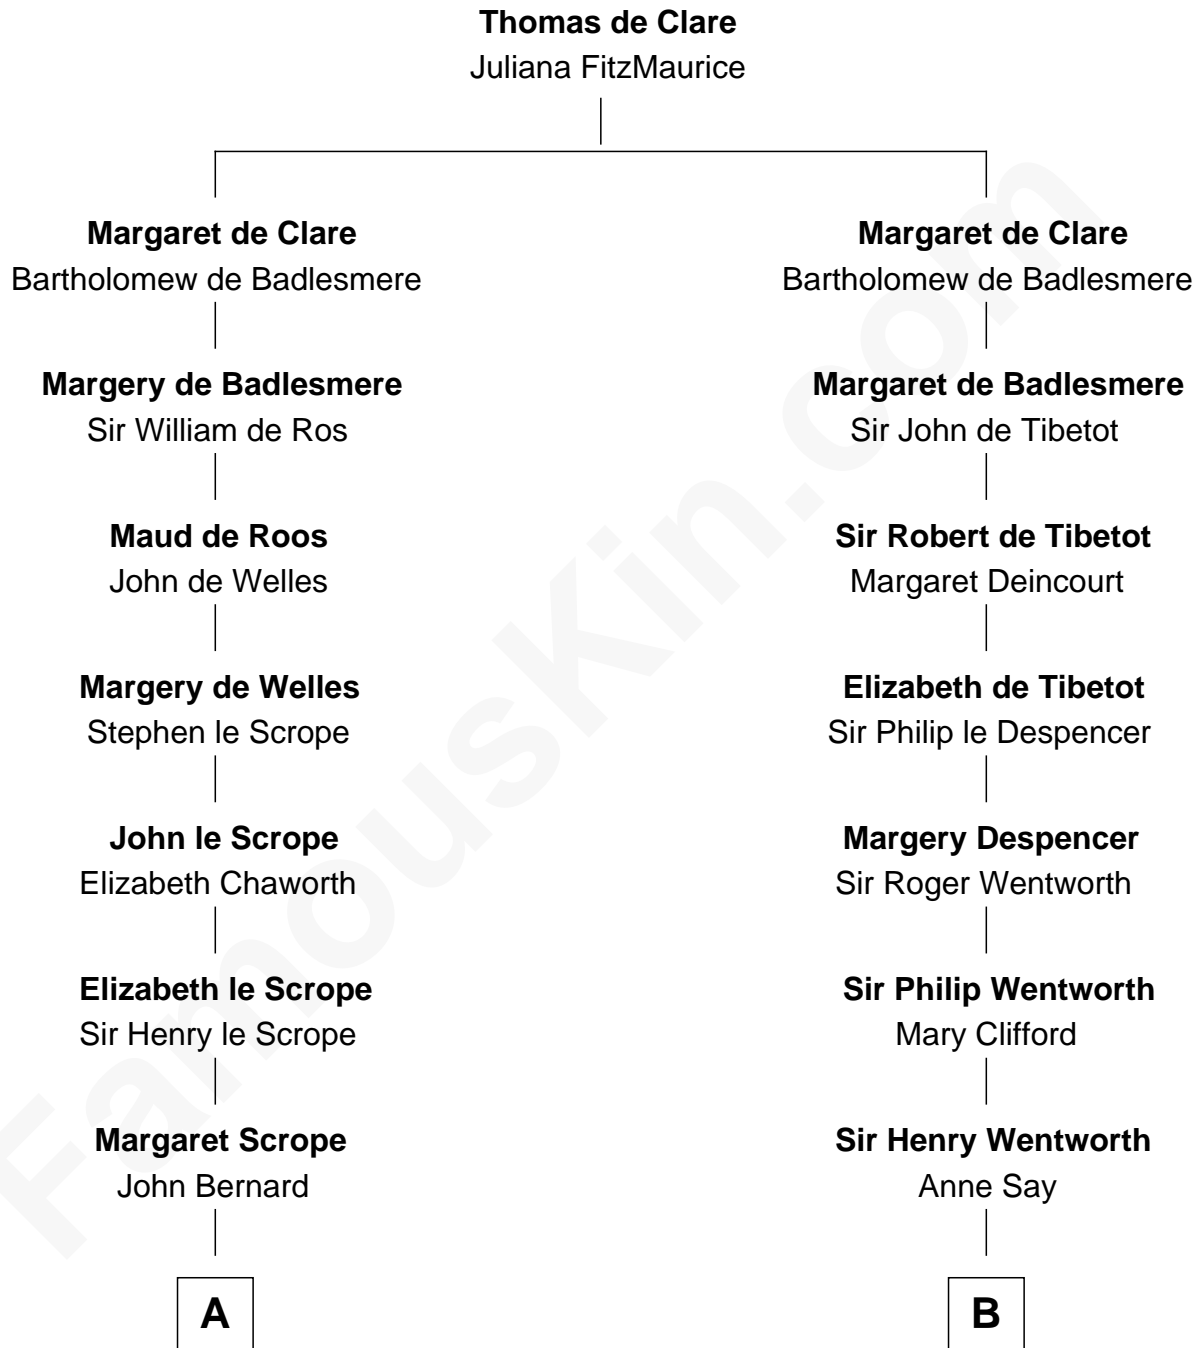 Thomas de Clare
Juliana FitzMaurice
Margaret de Clare
Bartholomew de Badlesmere
Margery de Badlesmere
Sir William de Ros
Maud de Roos
John de Welles
Margery de Welles
Stephen le Scrope
John le Scrope
Elizabeth Chaworth
Elizabeth le Scrope
Sir Henry le Scrope
Margaret Scrope
John Bernard
A
Margaret de Clare
Bartholomew de Badlesmere
Margaret de Badlesmere
Sir John de Tibetot
Sir Robert de Tibetot
Margaret Deincourt
Elizabeth de Tibetot
Sir Philip le Despencer
Margery Despencer
Sir Roger Wentworth
Sir Philip Wentworth
Mary Clifford
Sir Henry Wentworth
Anne Say
B
FamousKin.com